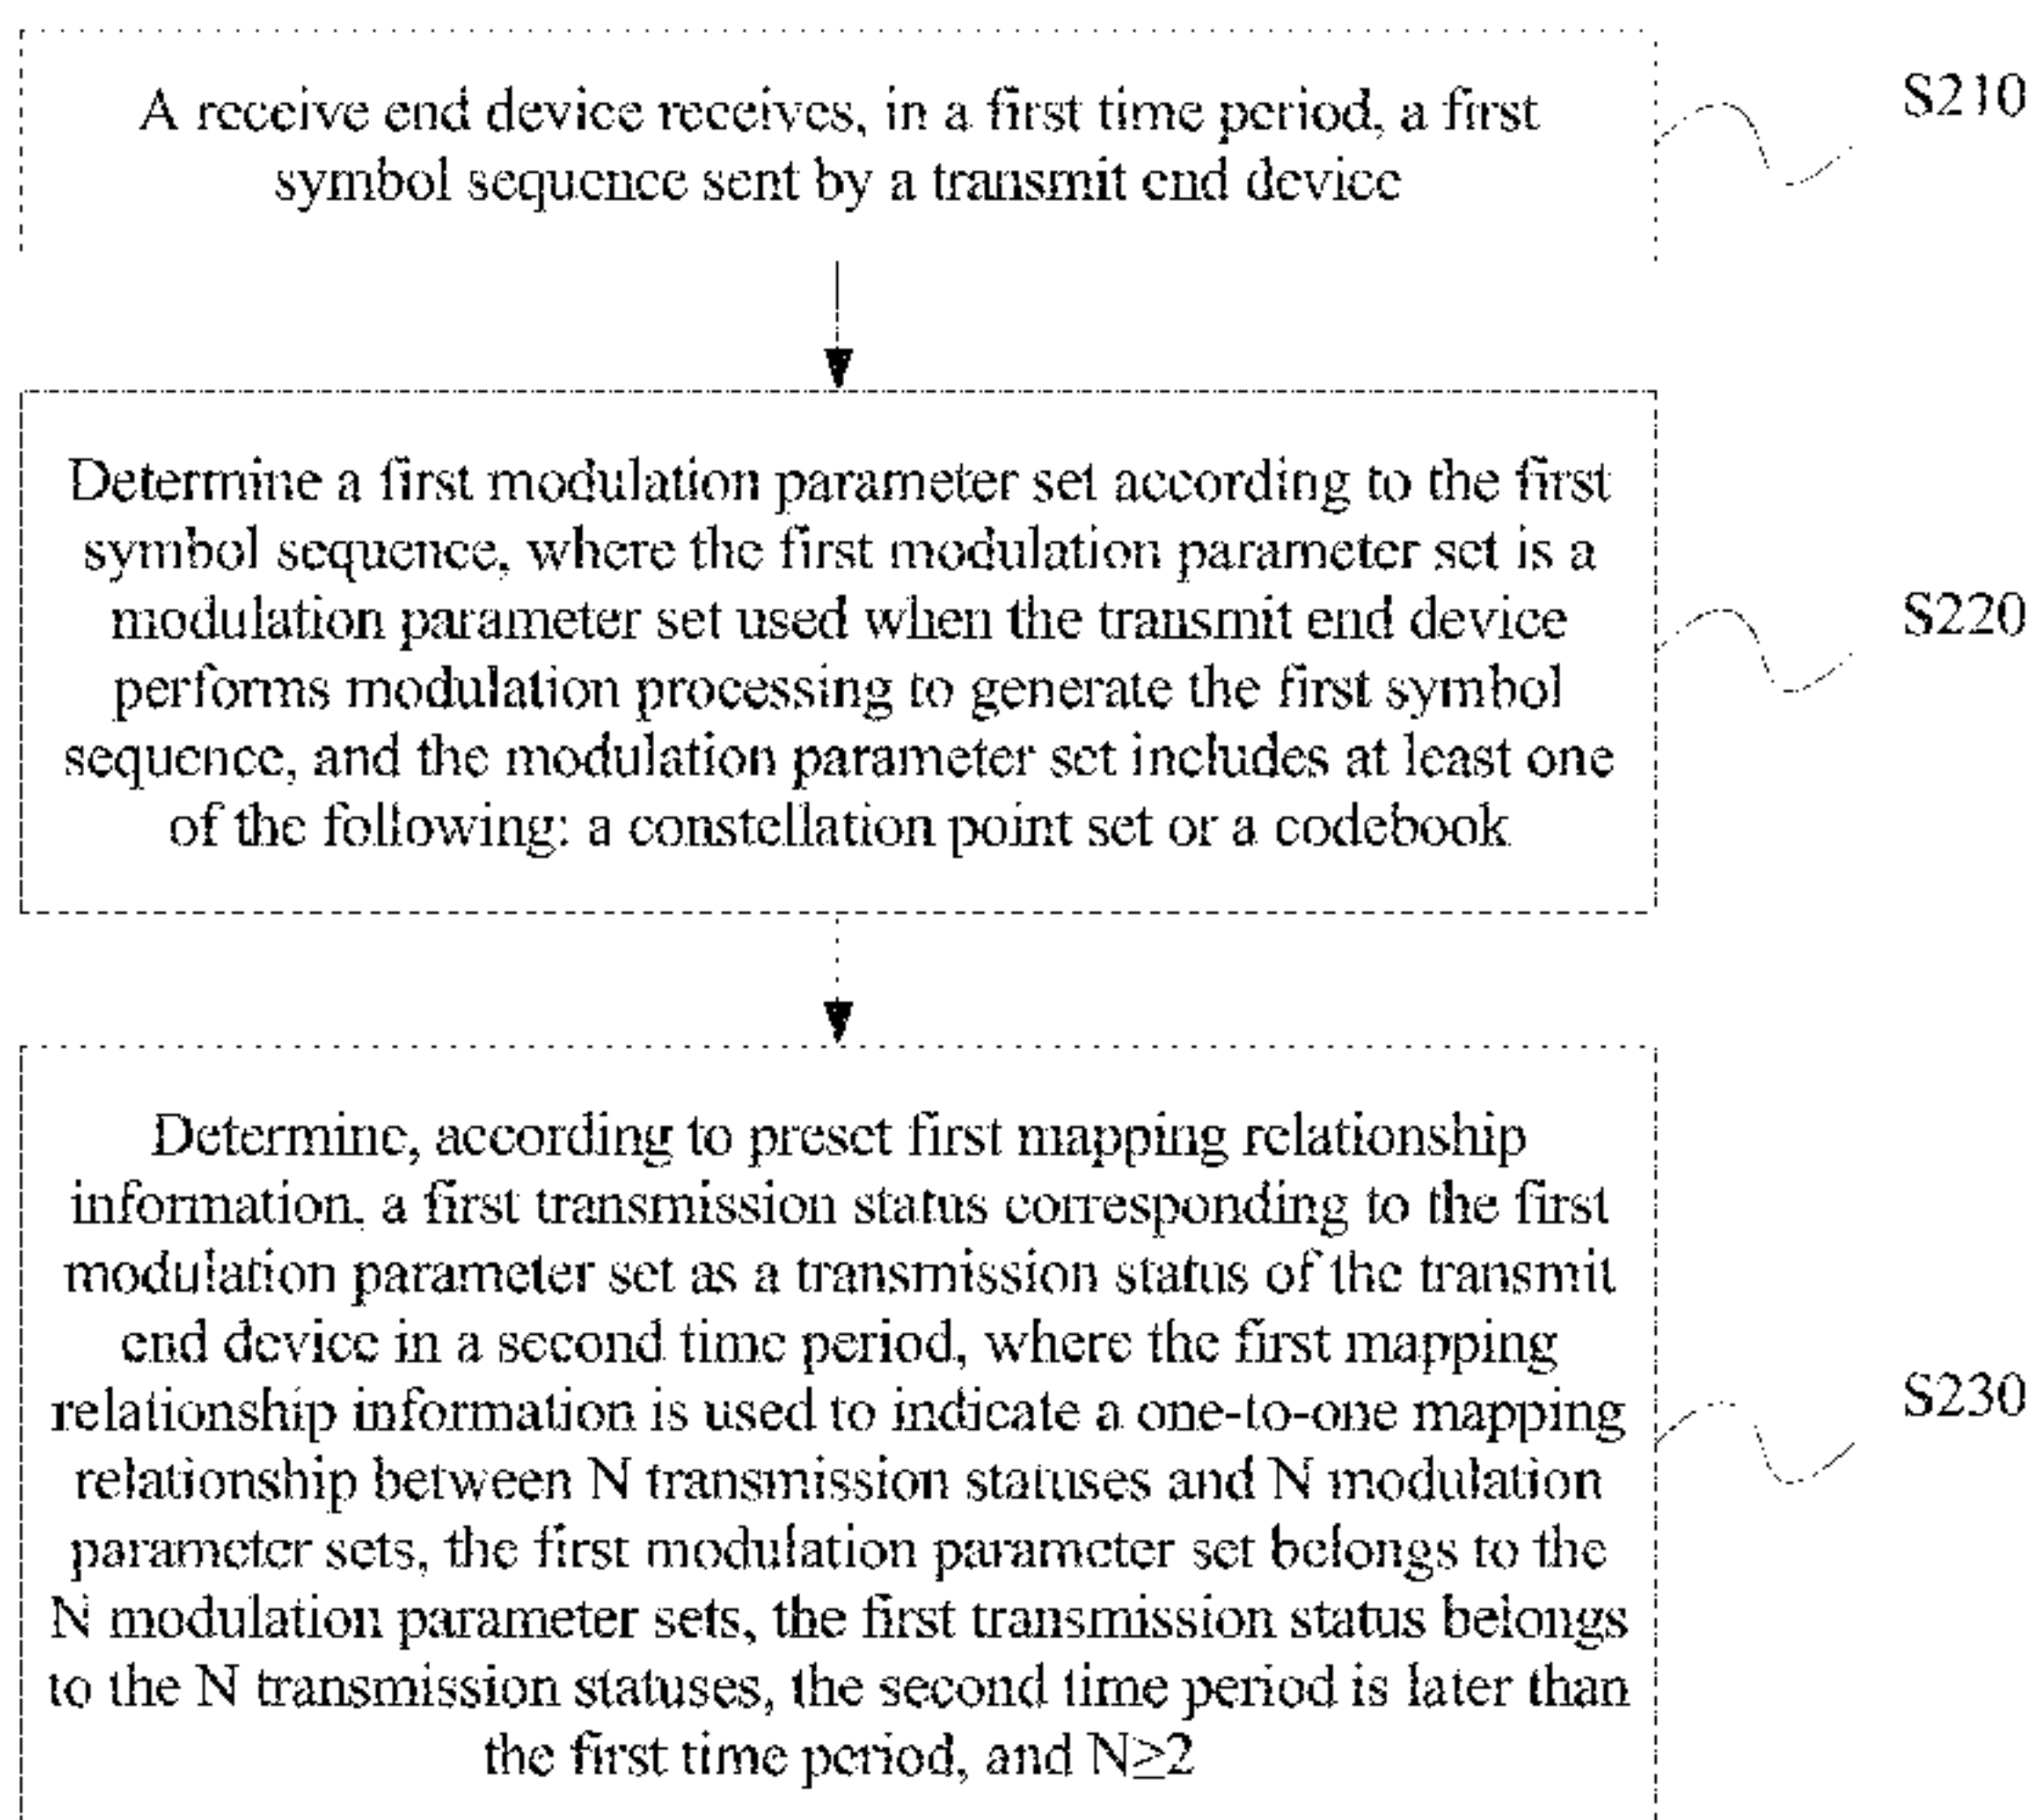 A receive end device receives, in a first time period, a first
symbol sequence sent by a transmit end device
S210
Determine a first modulation parameter set according to the first
symbol sequence, where the first modulation parameter set is a
modulation parameter set used when the transmit end device
performs modulation processing to generate the first symbol
sequence, and the modulation parameter set includes at least one
of the following: a constellation point set or a codebook
S220
Determine, according to preset first mapping relationship
information, a first transmission status corresponding to the first
modulation parameter set as a transmission status of the transmit
end device in a second time period, where the first mapping
relationship information is used to indicate a one-to-one mapping
relationship between N transmission statuses and N modulation
parameter sets, the first modulation parameter set belongs to the
N modulation parameter sets, the first transmission status belongs
to the N transmission statuses, the second time period is later than
the first time period, and N≥2
S230